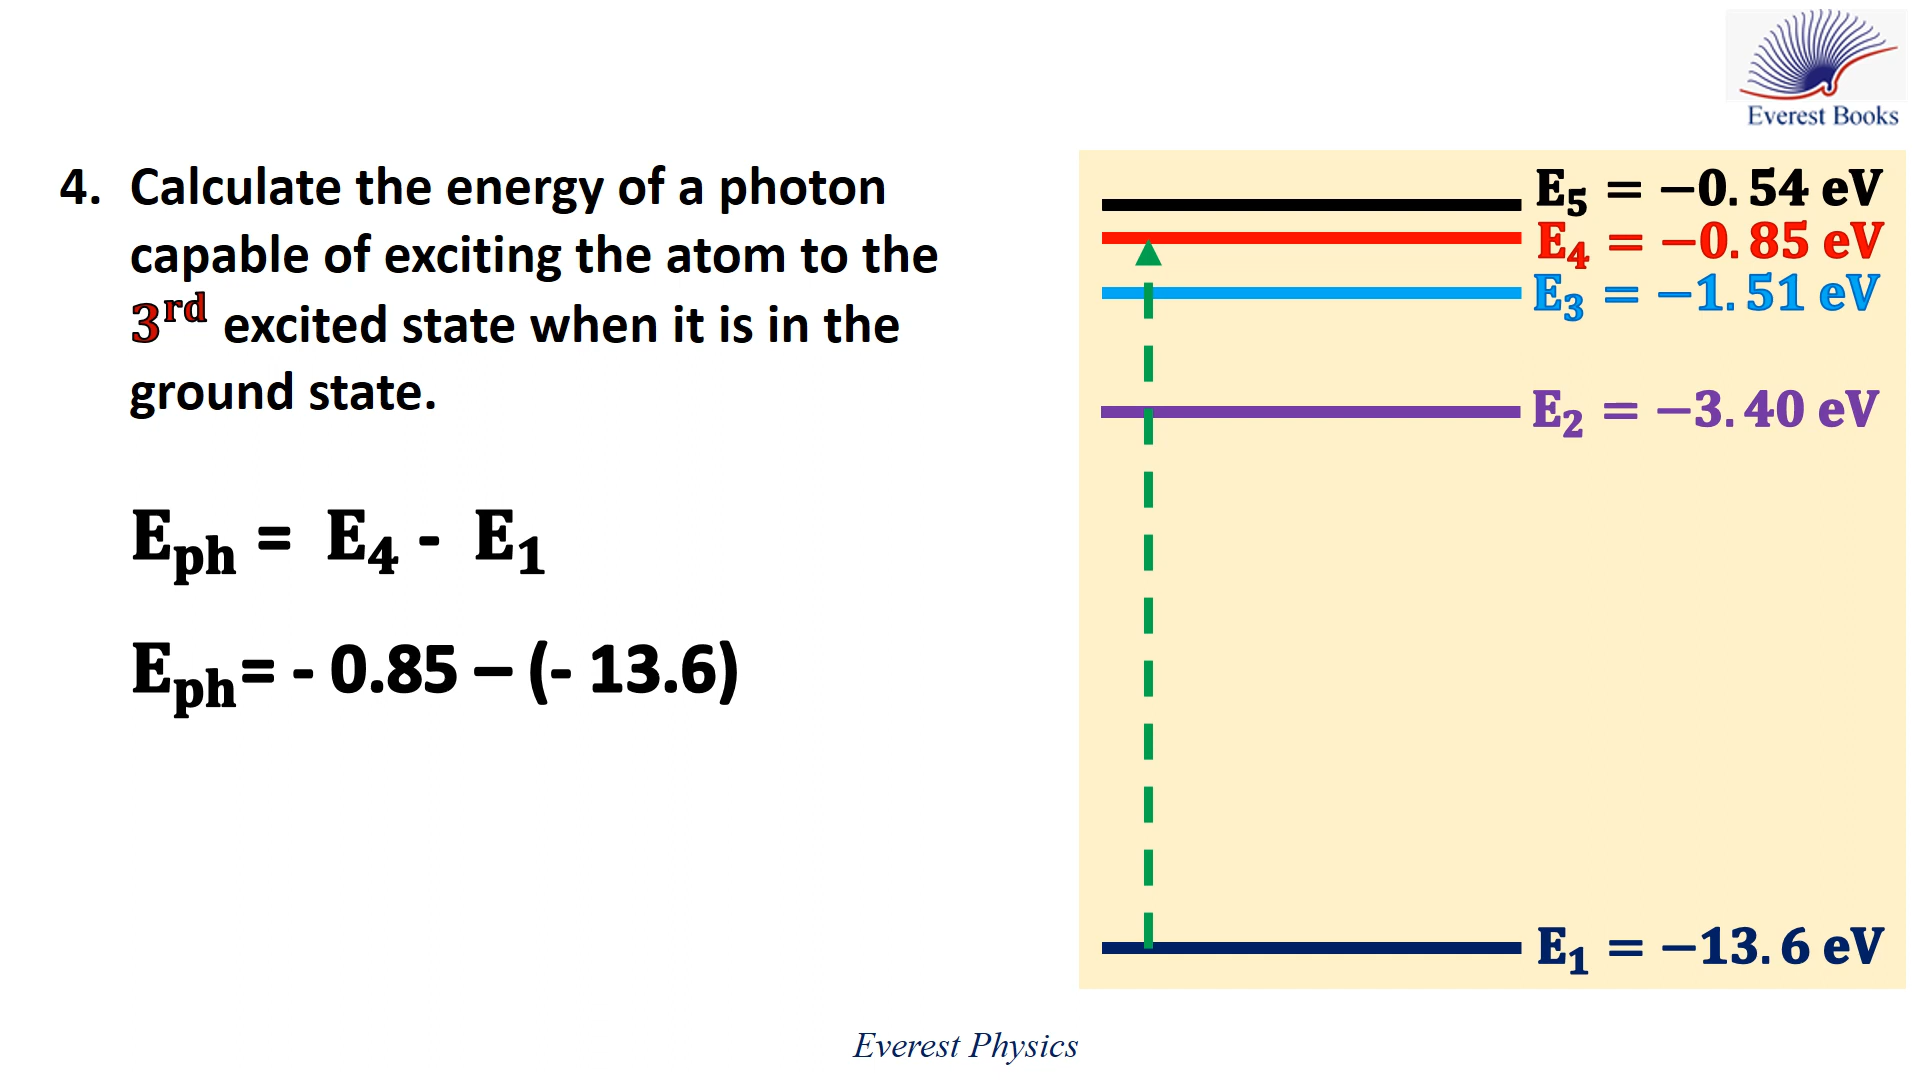 Everest Books
4. Calculate the energy of a photon
capable of exciting the atom to the
3ʳᵈ excited state when it is in the
ground state.
Eₚₕ = E₄ - E₁
Eₚₕ= - 0.85 – (- 13.6)
E₅ = −0.54 eV
E₄ = −0.85 eV
E₃ = −1.51 eV
E₂ = −3.40 eV
E₁ = −13.6 eV
Everest Physics